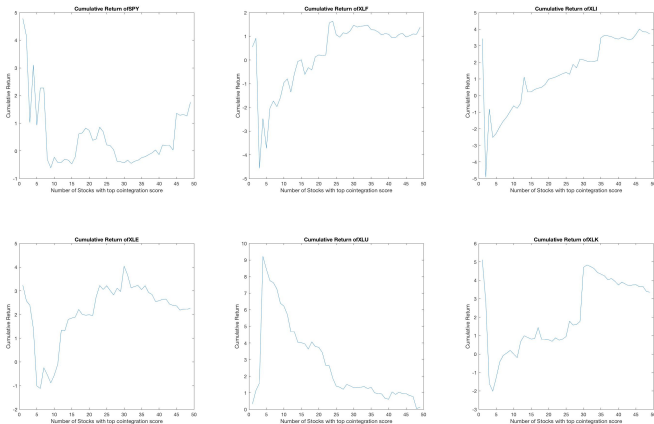 Cumulative Return ofSPY
5
4
3
2
1
0
-1
Cumulative Return
0 5 10 15 20 25 30 35 40 45 50
Number of Stocks with top cointegration score
Cumulative Return ofXLF
2
1
0
-1
-2
-3
-4
-5
Cumulative Return
0 5 10 15 20 25 30 35 40 45 50
Number of Stocks with top cointegration score
Cumulative Return ofXLI
5
4
3
2
1
0
-1
-2
-3
-4
-5
Cumulative Return
0 5 10 15 20 25 30 35 40 45 50
Number of Stocks with top cointegration score
Cumulative Return ofXLE
5
4
3
2
1
0
-1
-2
Cumulative Return
0 5 10 15 20 25 30 35 40 45 50
Number of Stocks with top cointegration score
Cumulative Return ofXLU
10
9
8
7
6
5
4
3
2
1
0
Cumulative Return
0 5 10 15 20 25 30 35 40 45 50
Number of Stocks with top cointegration score
Cumulative Return ofXLK
6
5
4
3
2
1
0
-1
-2
-3
Cumulative Return
0 5 10 15 20 25 30 35 40 45 50
Number of Stocks with top cointegration score